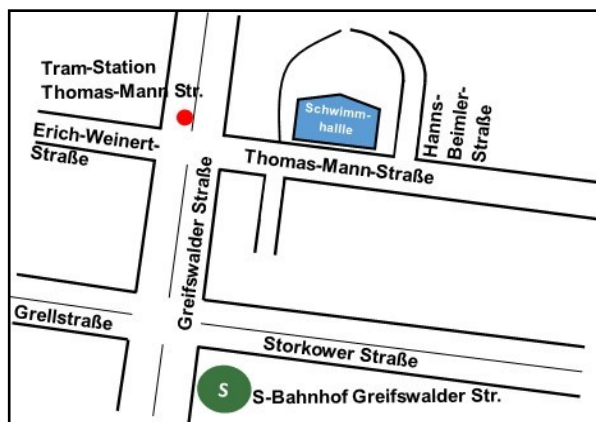 Tram-Station
Thomas-Mann Str.
Erich-Weinert-
Straße
Schwimm-
hallle
Thomas-Mann-Straße
Hanns-
Beimler-
Straße
Greifswalder Straße
Grellstraße
Storkower Straße
S
S-Bahnhof Greifswalder Str.